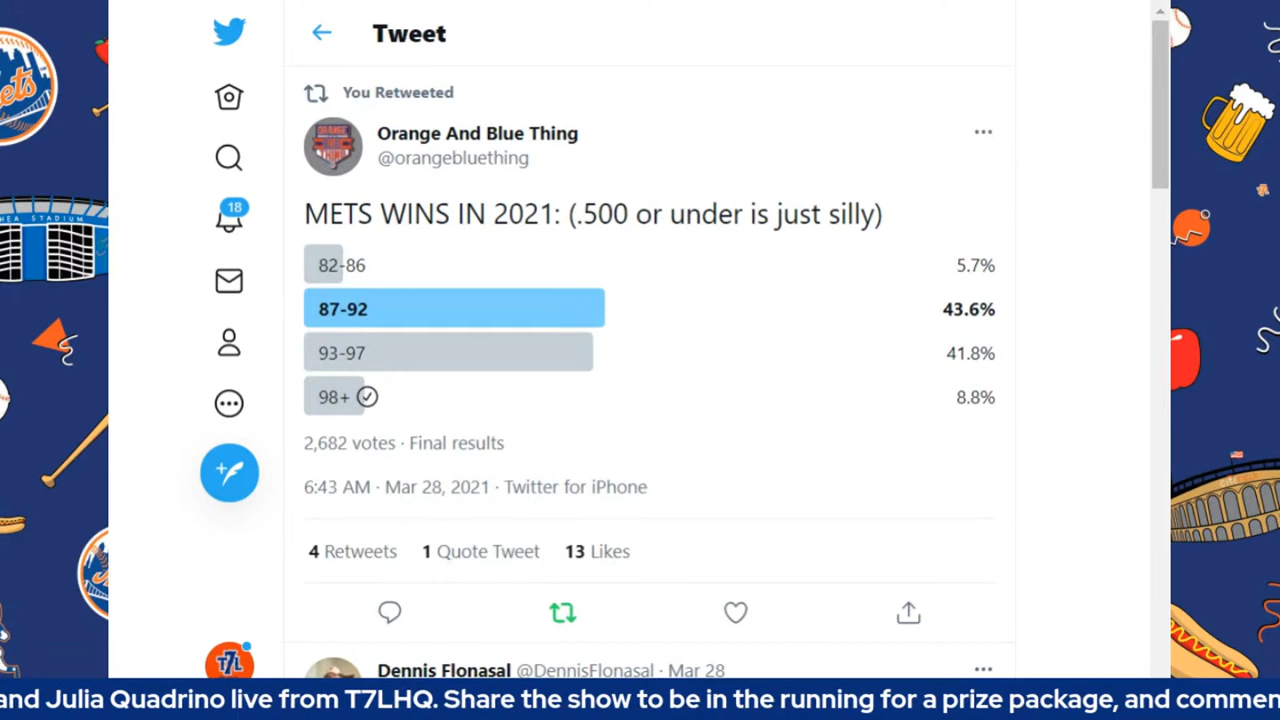 Tweet
You Retweeted
Orange And Blue Thing
@orangebluething
18
METS WINS IN 2021: (.500 or under is just silly)
82-86 5.7%
87-92 43.6%
93-97 41.8%
98+ 8.8%
2,682 votes · Final results
6:43 AM · Mar 28, 2021 · Twitter for iPhone
4 Retweets 1 Quote Tweet 13 Likes
T7L
Dennis Flonasal @DennisFlonasal · Mar 28
and Julia Quadrino live from T7LHQ. Share the show to be in the running for a prize package, and commen